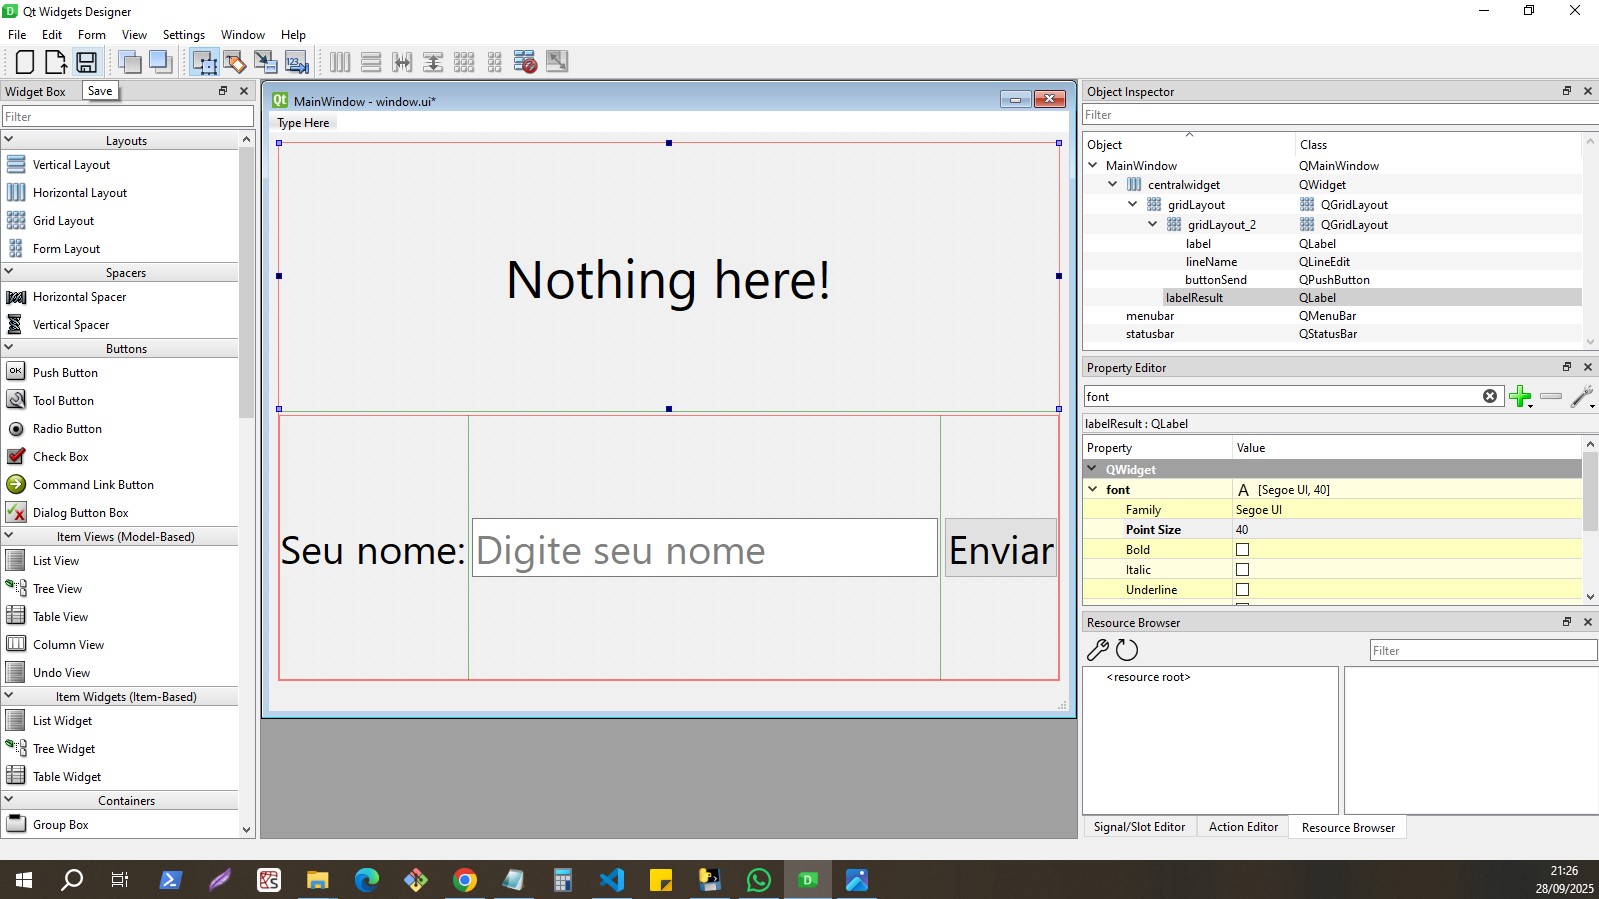 Qt Widgets Designer
File Edit Form View Settings Window Help
Widget Box
Save
Filter
Layouts
Vertical Layout
Horizontal Layout
Grid Layout
Form Layout
Spacers
Horizontal Spacer
Vertical Spacer
Buttons
OK Push Button
Tool Button
Radio Button
Check Box
Command Link Button
Dialog Button Box
Item Views (Model-Based)
List View
Tree View
Table View
Column View
Undo View
Item Widgets (Item-Based)
List Widget
Tree Widget
Table Widget
Containers
Group Box
Qt MainWindow - window.ui*
Type Here
Nothing here!
Seu nome: Digite seu nome Enviar
Object Inspector
Filter
Object Class
MainWindow QMainWindow
centralwidget QWidget
gridLayout QGridLayout
gridLayout_2 QGridLayout
label QLabel
lineName QLineEdit
buttonSend QPushButton
labelResult QLabel
menubar QMenuBar
statusbar QStatusBar
Property Editor
font
labelResult : QLabel
Property Value
QWidget
font A [Segoe UI, 40]
Family Segoe UI
Point Size 40
Bold
Italic
Underline
Resource Browser
Filter
<resource root>
Signal/Slot Editor Action Editor Resource Browser
21:26
28/09/2025